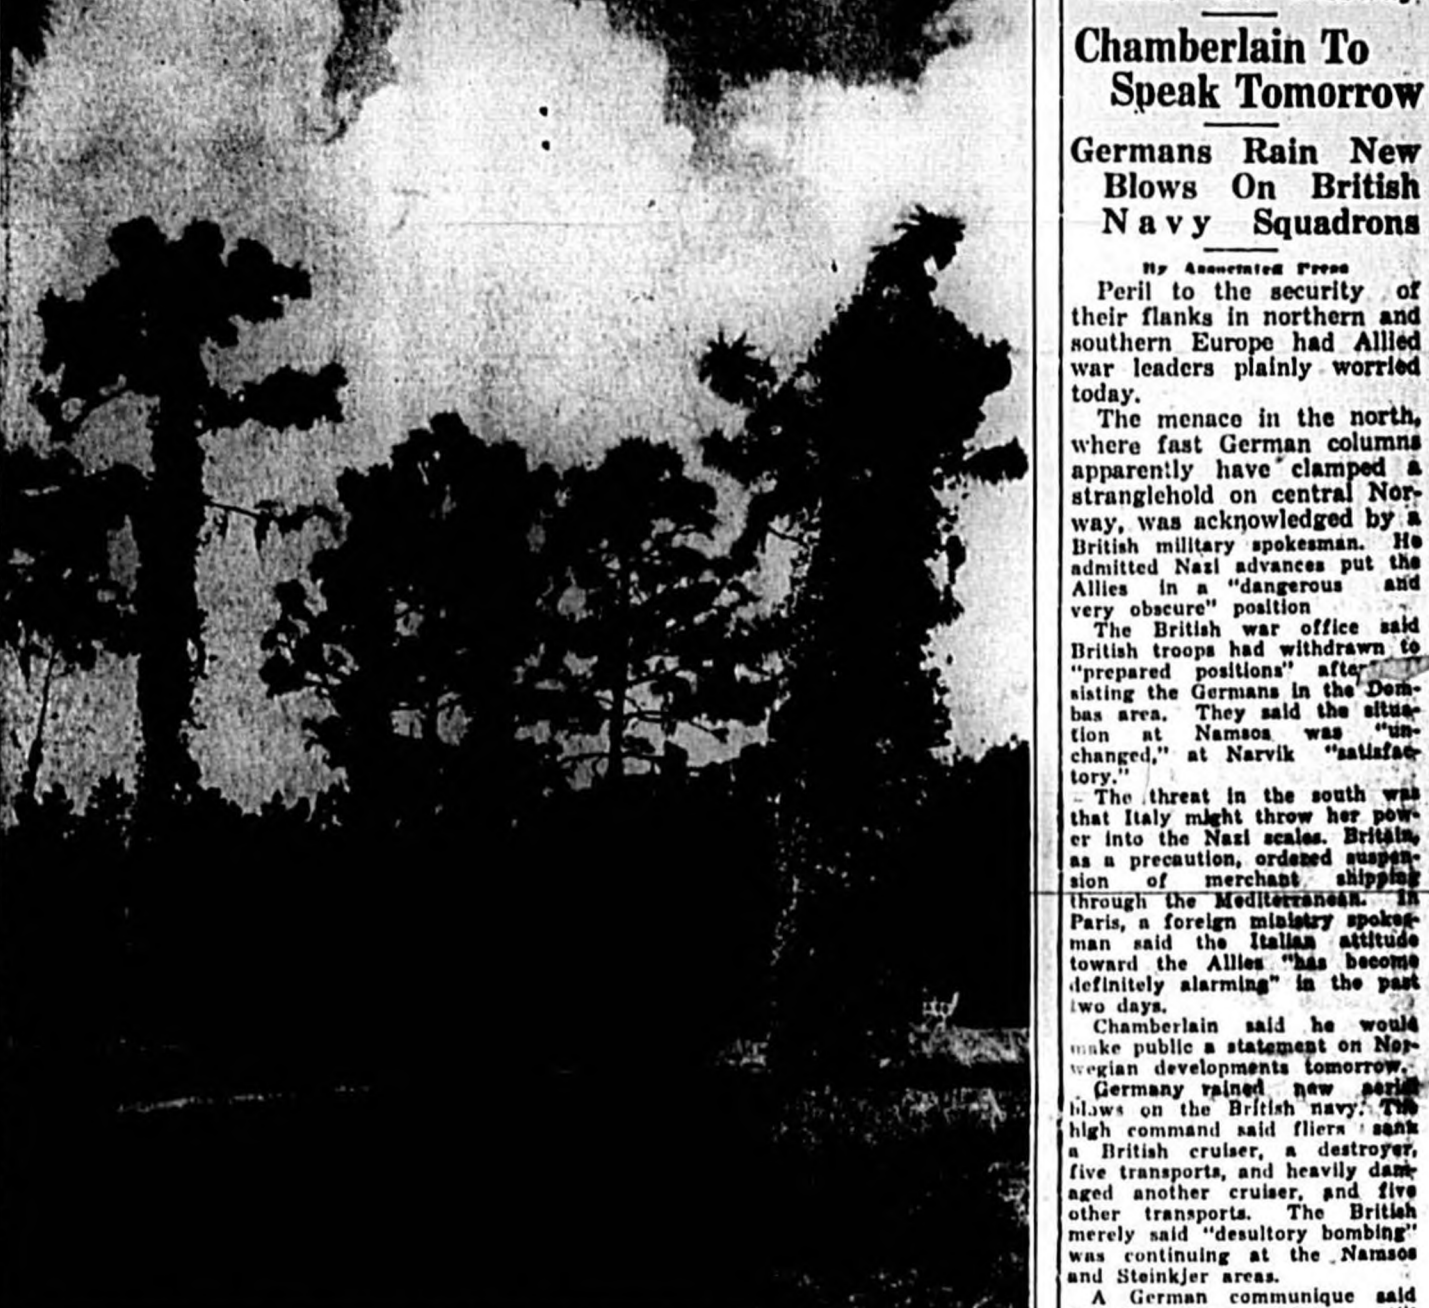 Chamberlain To
Speak Tomorrow
Germans Rain New
Blows On British
Navy Squadrons
By Associated Press
Peril to the security of
their flanks in northern and
southern Europe had Allied
war leaders plainly worried
today.
The menace in the north,
where fast German columns
apparently have clamped a
stranglehold on central Nor-
way, was acknowledged by a
British military spokesman. He
admitted Nazi advances put the
Allies in a "dangerous and
very obscure" position
The British war office said
British troops had withdrawn to
"prepared positions" after
sisting the Germans in the Dom-
bas area. They said the situa-
tion at Namsos was "un-
changed," at Narvik "satisfac-
tory."
The threat in the south was
that Italy might throw her pow-
er into the Nazi scales. Britain,
as a precaution, ordered suspen-
sion of merchant shipping
through the Mediterranean. In
Paris, a foreign ministry spokes-
man said the Italian attitude
toward the Allies "has become
definitely alarming" in the past
two days.
Chamberlain said he would
make public a statement on Nor-
wegian developments tomorrow.
Germany rained new aerial
blows on the British navy. The
high command said fliers sank
a British cruiser, a destroyer,
five transports, and heavily dam-
aged another cruiser, and five
other transports. The British
merely said "desultory bombing"
was continuing at the Namsos
and Steinkjer areas.
A German communique said